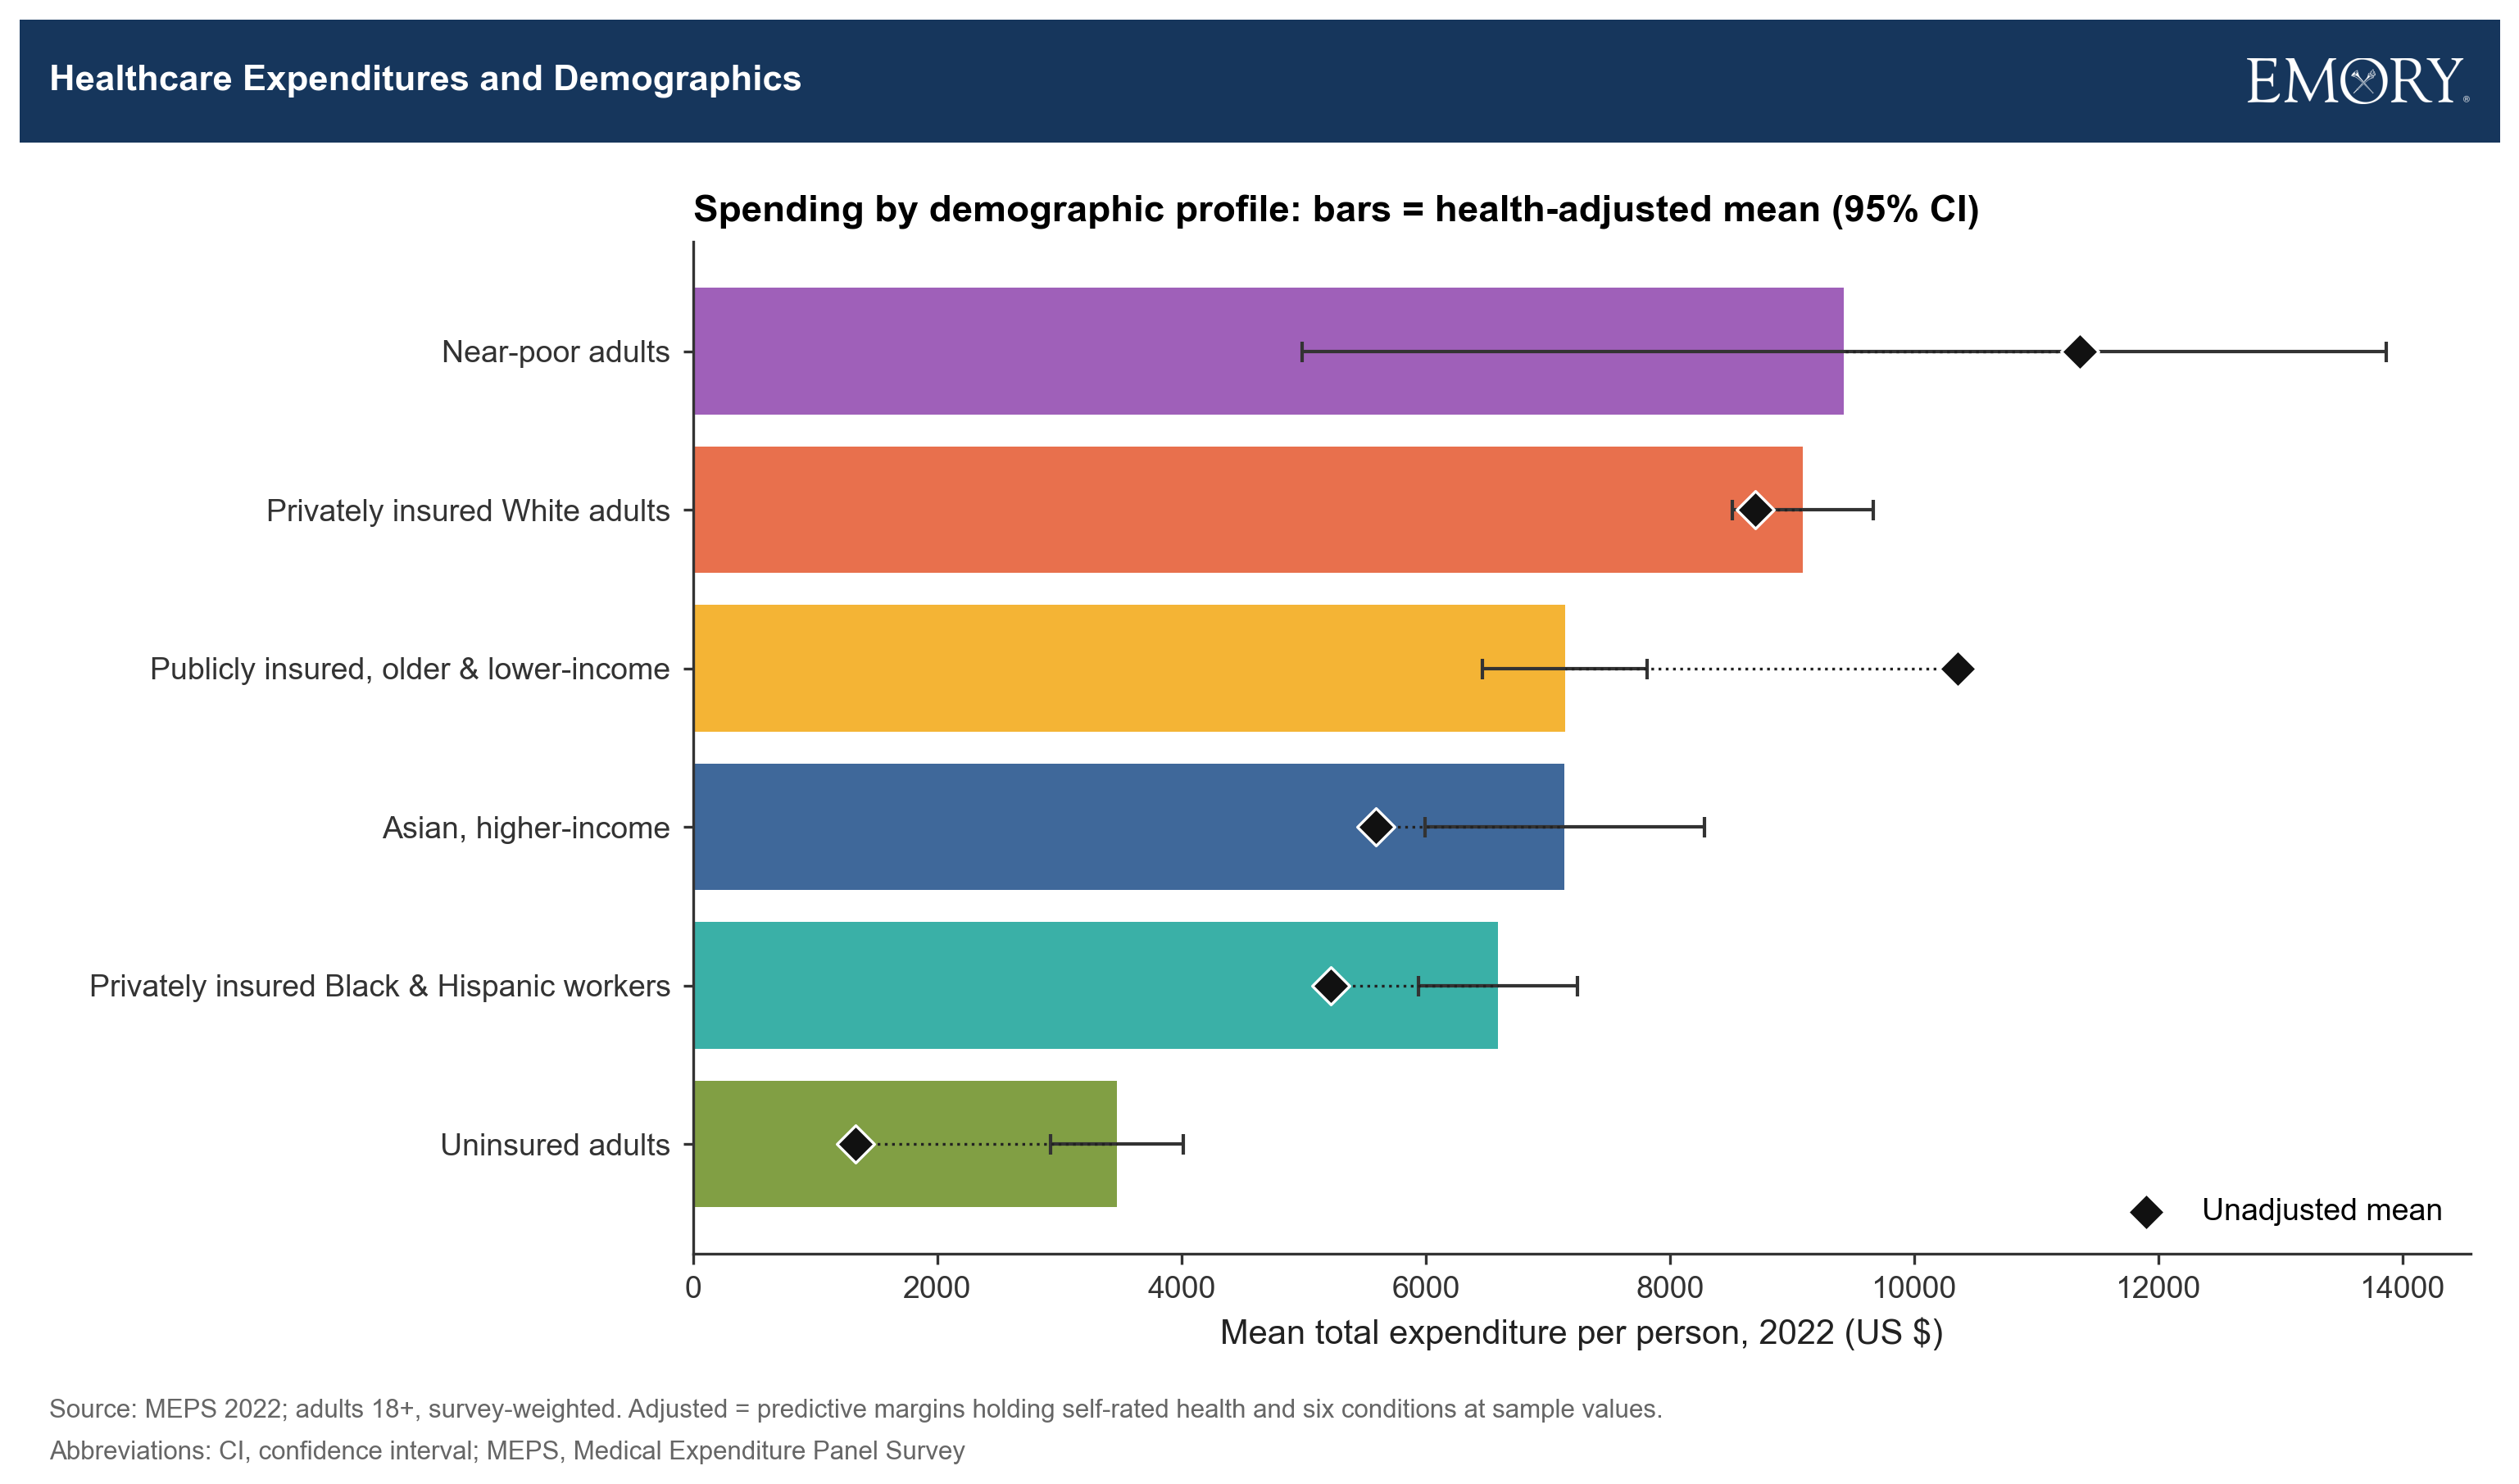 Healthcare Expenditures and Demographics
EMORY®
Spending by demographic profile: bars = health-adjusted mean (95% CI)
Near-poor adults
Privately insured White adults
Publicly insured, older & lower-income
Asian, higher-income
Privately insured Black & Hispanic workers
Uninsured adults
Unadjusted mean
0 2000 4000 6000 8000 10000 12000 14000
Mean total expenditure per person, 2022 (US $)
Source: MEPS 2022; adults 18+, survey-weighted. Adjusted = predictive margins holding self-rated health and six conditions at sample values.
Abbreviations: CI, confidence interval; MEPS, Medical Expenditure Panel Survey